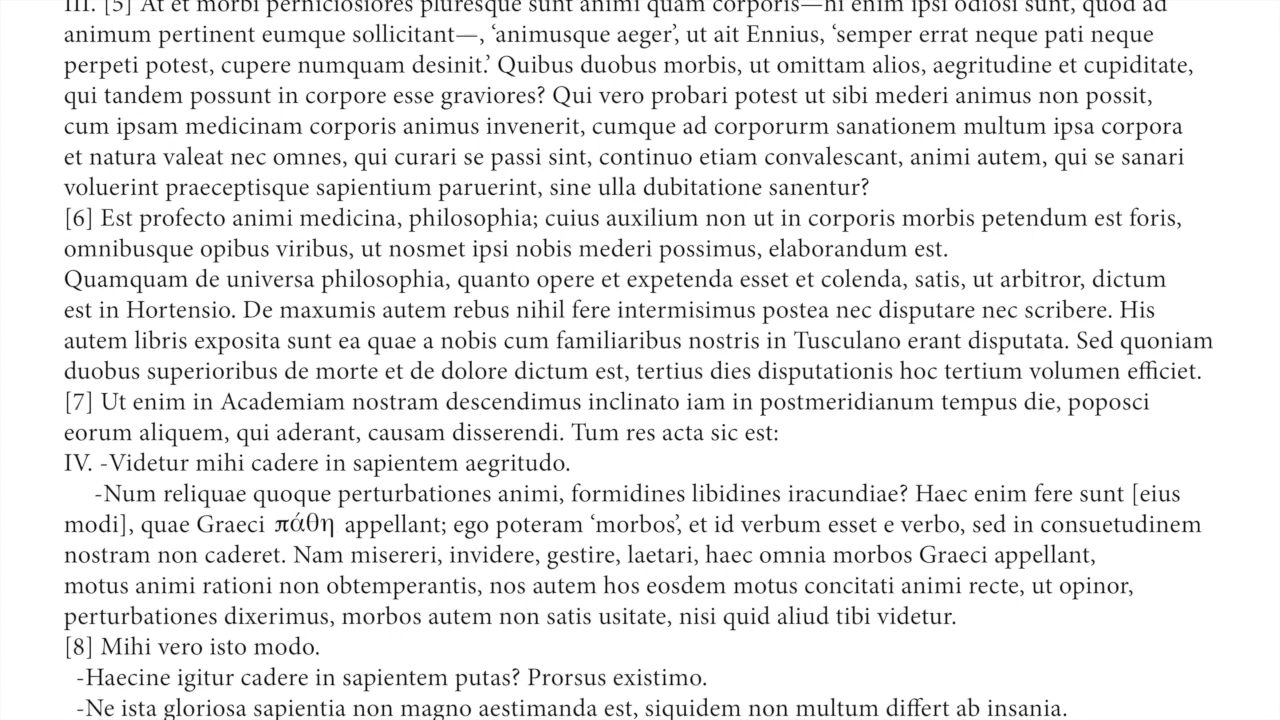 III. [5] At et morbi perniciosiores pluresque sunt animi quam corporis—hi enim ipsi odiosi sunt, quod ad
animum pertinent eumque sollicitant—, ‘animusque aeger’, ut ait Ennius, ‘semper errat neque pati neque
perpeti potest, cupere numquam desinit.’ Quibus duobus morbis, ut omittam alios, aegritudine et cupiditate,
qui tandem possunt in corpore esse graviores? Qui vero probari potest ut sibi mederi animus non possit,
cum ipsam medicinam corporis animus invenerit, cumque ad corporurm sanationem multum ipsa corpora
et natura valeat nec omnes, qui curari se passi sint, continuo etiam convalescant, animi autem, qui se sanari
voluerint praeceptisque sapientium paruerint, sine ulla dubitatione sanentur?
[6] Est profecto animi medicina, philosophia; cuius auxilium non ut in corporis morbis petendum est foris,
omnibusque opibus viribus, ut nosmet ipsi nobis mederi possimus, elaborandum est.
Quamquam de universa philosophia, quanto opere et expetenda esset et colenda, satis, ut arbitror, dictum
est in Hortensio. De maxumis autem rebus nihil fere intermisimus postea nec disputare nec scribere. His
autem libris exposita sunt ea quae a nobis cum familiaribus nostris in Tusculano erant disputata. Sed quoniam
duobus superioribus de morte et de dolore dictum est, tertius dies disputationis hoc tertium volumen efficiet.
[7] Ut enim in Academiam nostram descendimus inclinato iam in postmeridianum tempus die, poposci
eorum aliquem, qui aderant, causam disserendi. Tum res acta sic est:
IV. -Videtur mihi cadere in sapientem aegritudo.
-Num reliquae quoque perturbationes animi, formidines libidines iracundiae? Haec enim fere sunt [eius
modi], quae Graeci πάθη appellant; ego poteram ‘morbos’, et id verbum esset e verbo, sed in consuetudinem
nostram non caderet. Nam misereri, invidere, gestire, laetari, haec omnia morbos Graeci appellant,
motus animi rationi non obtemperantis, nos autem hos eosdem motus concitati animi recte, ut opinor,
perturbationes dixerimus, morbos autem non satis usitate, nisi quid aliud tibi videtur.
[8] Mihi vero isto modo.
-Haecine igitur cadere in sapientem putas? Prorsus existimo.
-Ne ista gloriosa sapientia non magno aestimanda est, siquidem non multum differt ab insania.